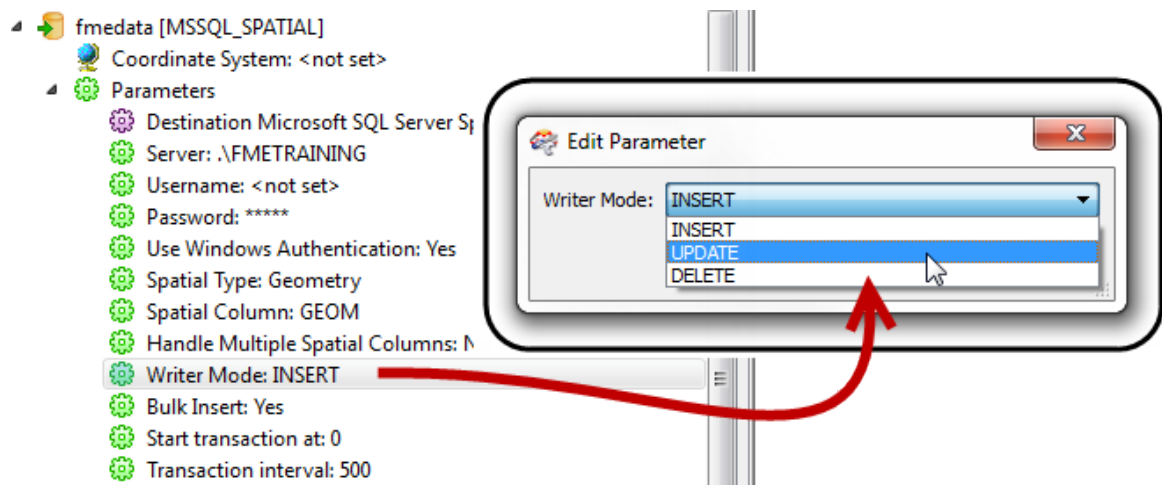 fmedata [MSSQL_SPATIAL]
Coordinate System: <not set>
Parameters
Destination Microsoft SQL Server
Server: .\FMETRAINING
Username: <not set>
Password: *****
Use Windows Authentication: Yes
Spatial Type: Geometry
Spatial Column: GEOM
Handle Multiple Spatial Columns:
Writer Mode: INSERT
Bulk Insert: Yes
Start transaction at: 0
Transaction interval: 500
Edit Parameter
Writer Mode: INSERT
INSERT
UPDATE
DELETE